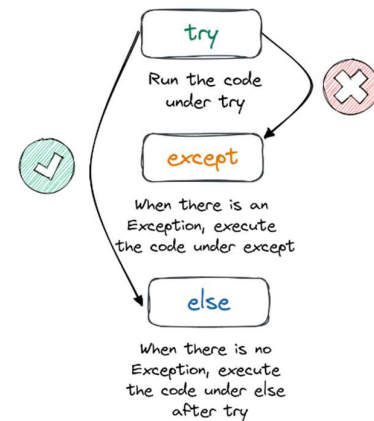 try
Run the code
under try
except
When there is an
Exception, execute
the code under except
else
When there is no
Exception, execute
the code under else
after try